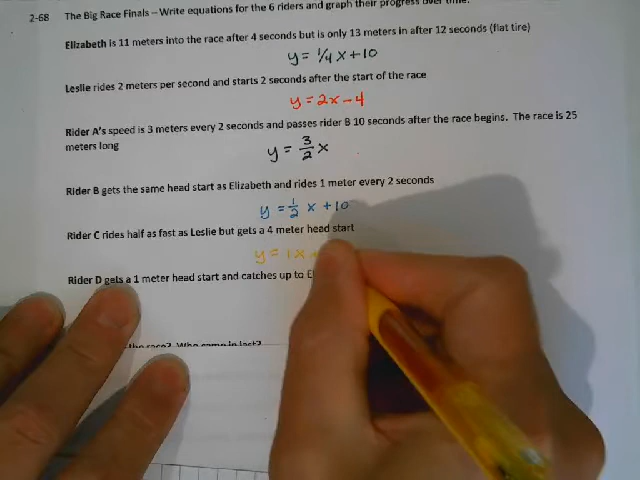 2-68 The Big Race Finals – Write equations for the 6 riders and graph their progress over time.
Elizabeth is 11 meters into the race after 4 seconds but is only 13 meters in after 12 seconds (flat tire)
y = 1/4 x + 10
Leslie rides 2 meters per second and starts 2 seconds after the start of the race
y = 2x - 4
Rider A's speed is 3 meters every 2 seconds and passes rider B 10 seconds after the race begins. The race is 25
meters long
y = 3/2 x
Rider B gets the same head start as Elizabeth and rides 1 meter every 2 seconds
y = 1/2 x + 10
Rider C rides half as fast as Leslie but gets a 4 meter head start
y = 1x
Rider D gets a 1 meter head start and catches up to
the race? Who came in last?